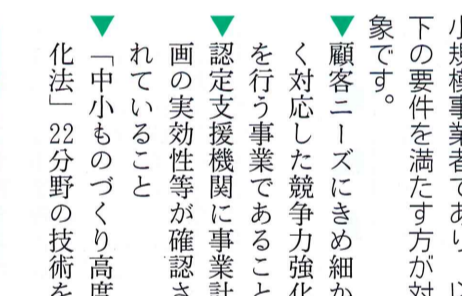 小規模事業者であり、以
下の要件を満たす方が対
象です。
▼顧客ニーズにきめ細か
く対応した競争力強化
を行う事業であること
▼認定支援機関に事業計
画の実効性等が確認さ
れていること
▼「中小ものづくり高度
化法」22分野の技術を